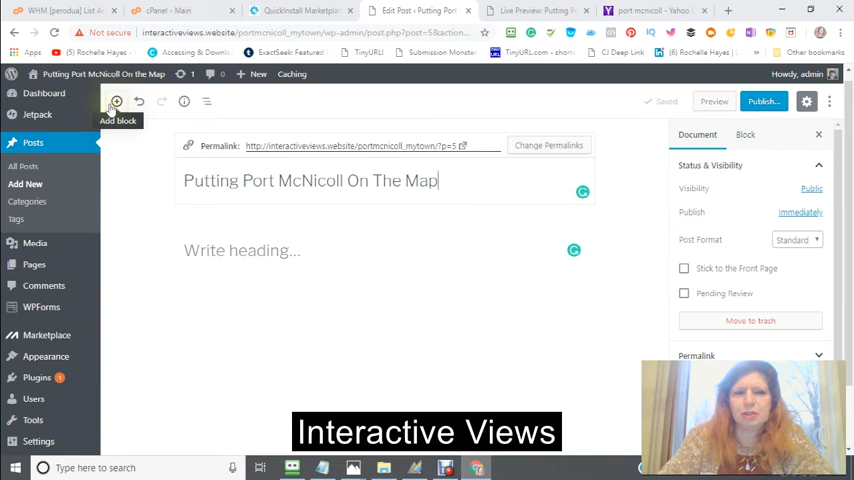 WHM [perodua] List Ac
cPanel - Main
QuickInstall Marketplac
Edit Post ‹ Putting Port
Live Preview: Putting P
port mcnicoll - Yahoo C
Not secure
interactiveviews.website/portmcnicoll_mytown/wp-admin/post.php?post=5&action...
Apps
(5) Rochelle Hayes
Accessing & Downlo
ExactSeek: Featured
TinyURL!
Submission Monster
TinyURL.com
CJ Deep Link
(3) Rochelle Hayes
Other bookmarks
Putting Port McNicoll On The Map
1
0
New
Caching
Howdy, admin
Dashboard
Jetpack
Posts
All Posts
Add New
Categories
Tags
Media
Pages
Comments
WPForms
Marketplace
Appearance
Plugins 1
Users
Tools
Settings
Add block
Saved
Preview
Publish...
Permalink: http://interactiveviews.website/portmcnicoll_mytown/?p=5
Change Permalinks
Putting Port McNicoll On The Map
Write heading...
Document
Block
Status & Visibility
Visibility
Public
Publish
Immediately
Post Format
Standard
Stick to the Front Page
Pending Review
Move to trash
Permalink
Interactive Views
Type here to search